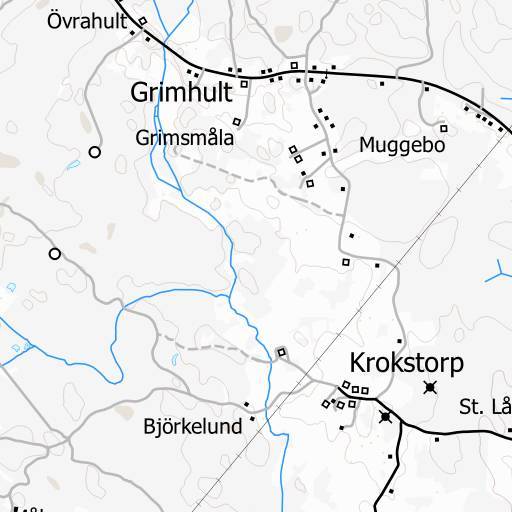 Övrahult
Grimhult
Grimsmåla
Muggebo
Krokstorp
St. Lå
Björkelund